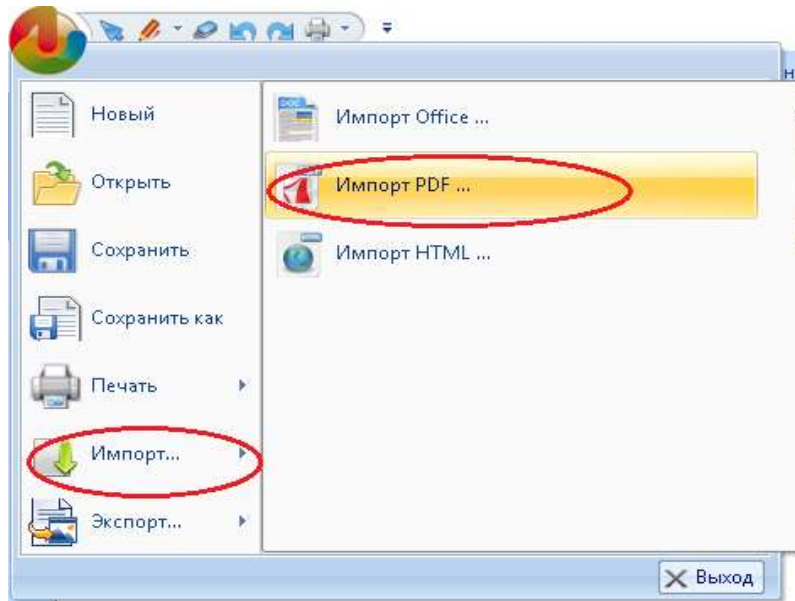 Новый
Открыть
Сохранить
Сохранить как
Печать
Импорт...
Экспорт...
Импорт Office ...
Импорт PDF ...
Импорт HTML ...
Выход